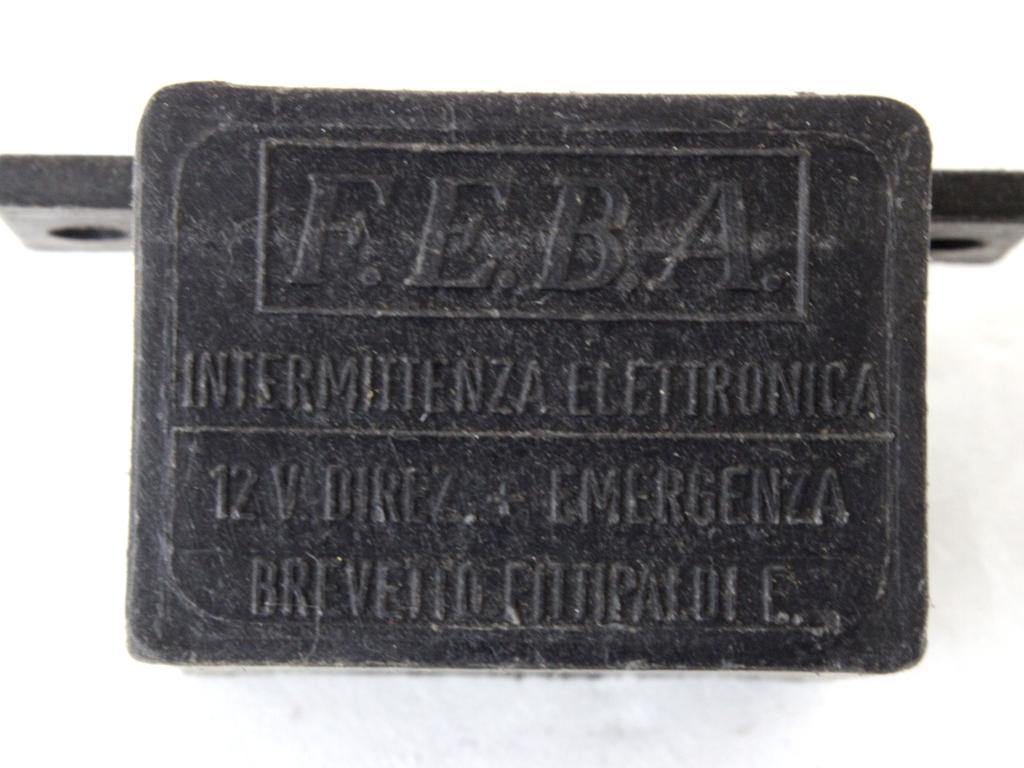 F.E.B.A.
INTERMITTENZA ELETTRONICA
12 V. DIREZ. + EMERGENZA
BREVETTO FITTIPALDI E.